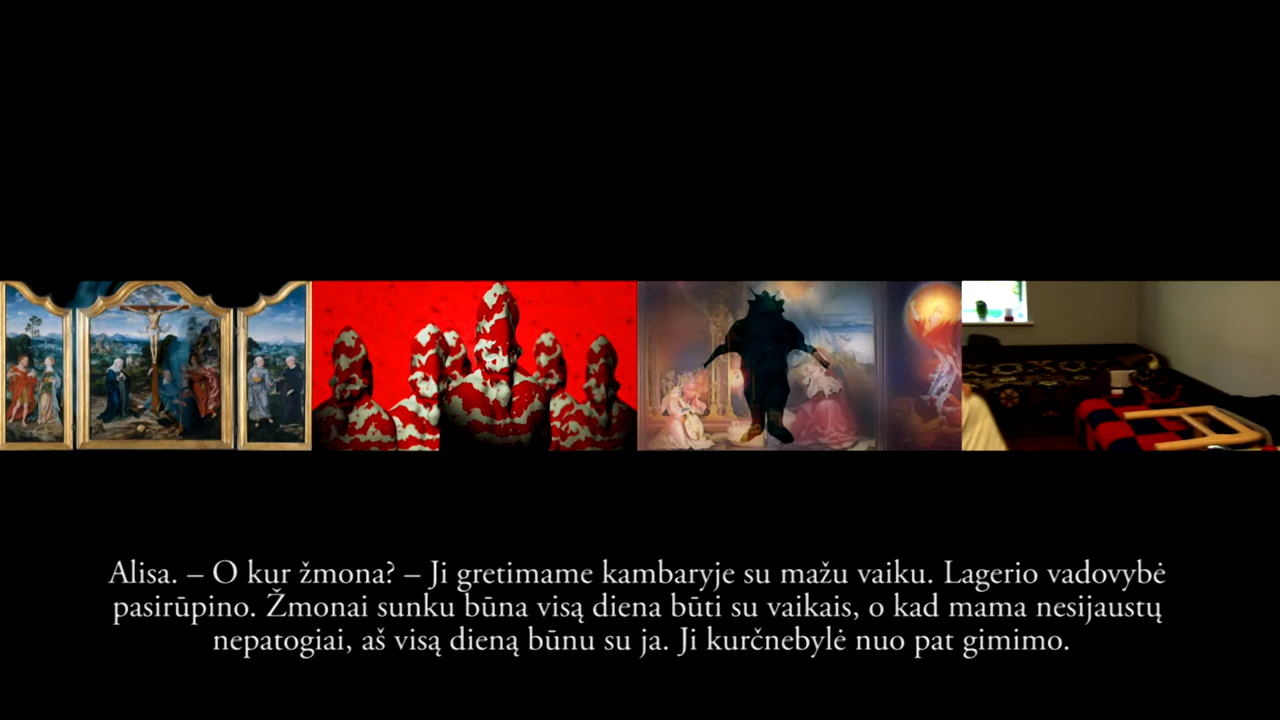 Alisa. – O kur žmona? – Ji gretimame kambaryje su mažu vaiku. Lagerio vadovybė
pasirūpino. Žmonai sunku būna visą diena būti su vaikais, o kad mama nesijaustų
nepatogiai, aš visą dieną būnu su ja. Ji kurčnebylė nuo pat gimimo.